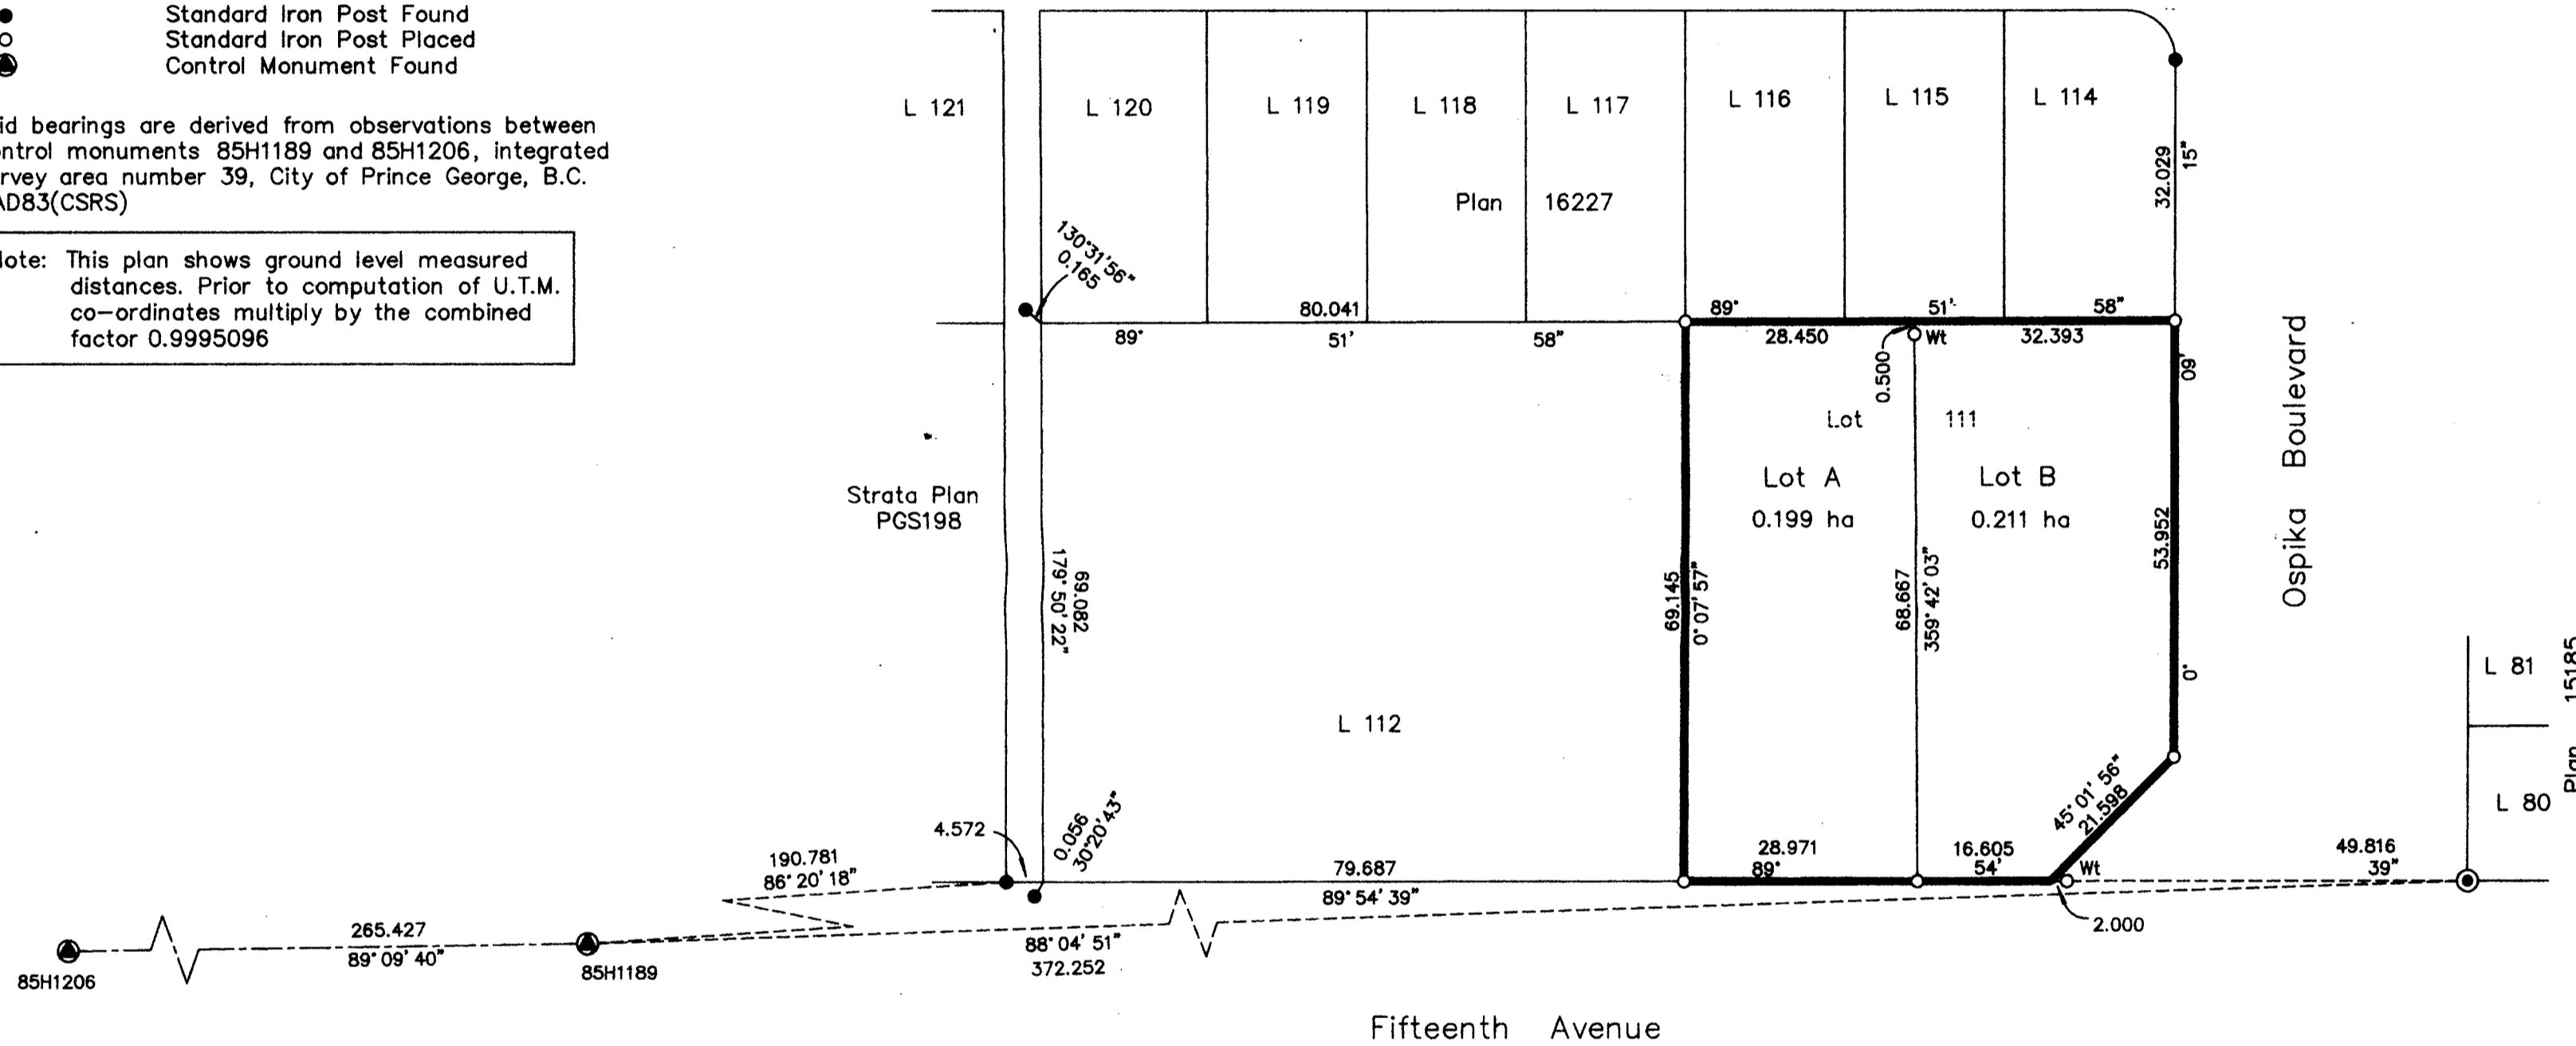 Standard Iron Post Found
Standard Iron Post Placed
Control Monument Found
id bearings are derived from observations between
ntrol monuments 85H1189 and 85H1206, integrated
rvey area number 39, City of Prince George, B.C.
AD83(CSRS)
lote: This plan shows ground level measured
distances. Prior to computation of U.T.M.
co-ordinates multiply by the combined
factor 0.9995096
L 121
L 120
L 119
L 118
L 117
L 116
L 115
L 114
Plan 16227
32.029
15"
130°31'56"
0.165
80.041
89° 51' 58"
89° 51' 58"
28.450
Wt
32.393
0.500
09'
Lot 111
Lot A
0.199 ha
Lot B
0.211 ha
Strata Plan
PGS198
69.082
179° 50' 22"
69.145
0° 07' 57"
68.667
359° 42' 03"
53.952
0°
Ospika Boulevard
L 81
L 80
Plan 15185
L 112
45° 01' 56"
21.598
4.572
0.056
30°20'43"
190.781
86° 20' 18"
79.687
89° 54' 39"
28.971
89°
16.605
54'
Wt
49.816
39"
2.000
265.427
89° 09' 40"
88° 04' 51"
372.252
85H1206
85H1189
Fifteenth Avenue